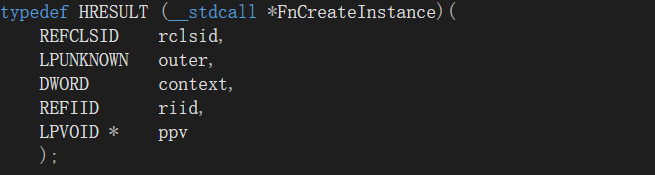 typedef HRESULT (__stdcall *FnCreateInstance)(
    REFCLSID    rclsid,
    LPUNKNOWN   outer,
    DWORD       context,
    REFIID      riid,
    LPVOID *    ppv
    );